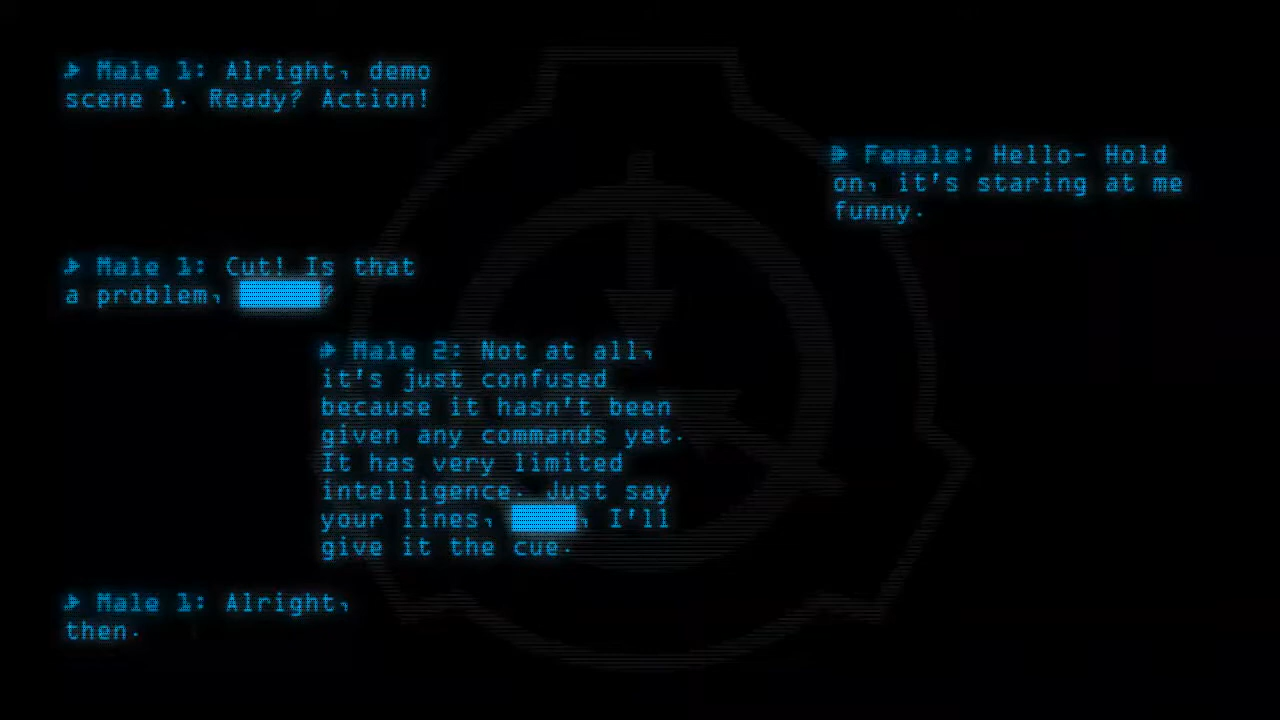 > Male 1: Alright, demo
scene 1. Ready? Action!
> Female: Hello- Hold
on, it's staring at me
funny.
> Male 1: Cut! Is that
a problem, ?
> Male 2: Not at all,
it's just confused
because it hasn't been
given any commands yet.
It has very limited
intelligence. Just say
your lines, , I'll
give it the cue.
> Male 1: Alright,
then.